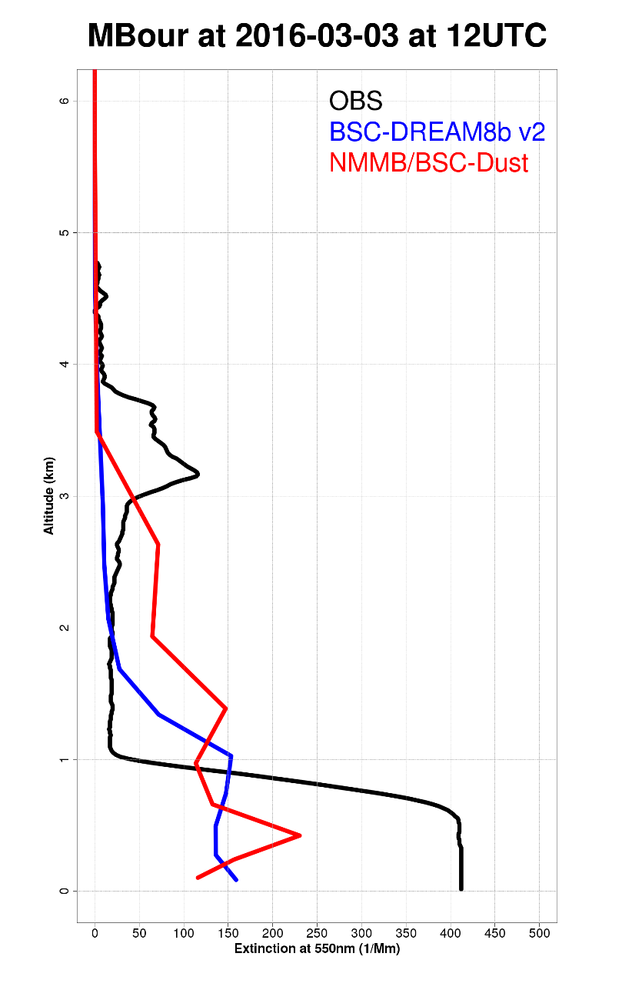 MBour at 2016-03-03 at 12UTC
OBS
BSC-DREAM8b v2
NMMB/BSC-Dust
6
5
4
3
2
1
0
Altitude (km)
0 50 100 150 200 250 300 350 400 450 500
Extinction at 550nm (1/Mm)